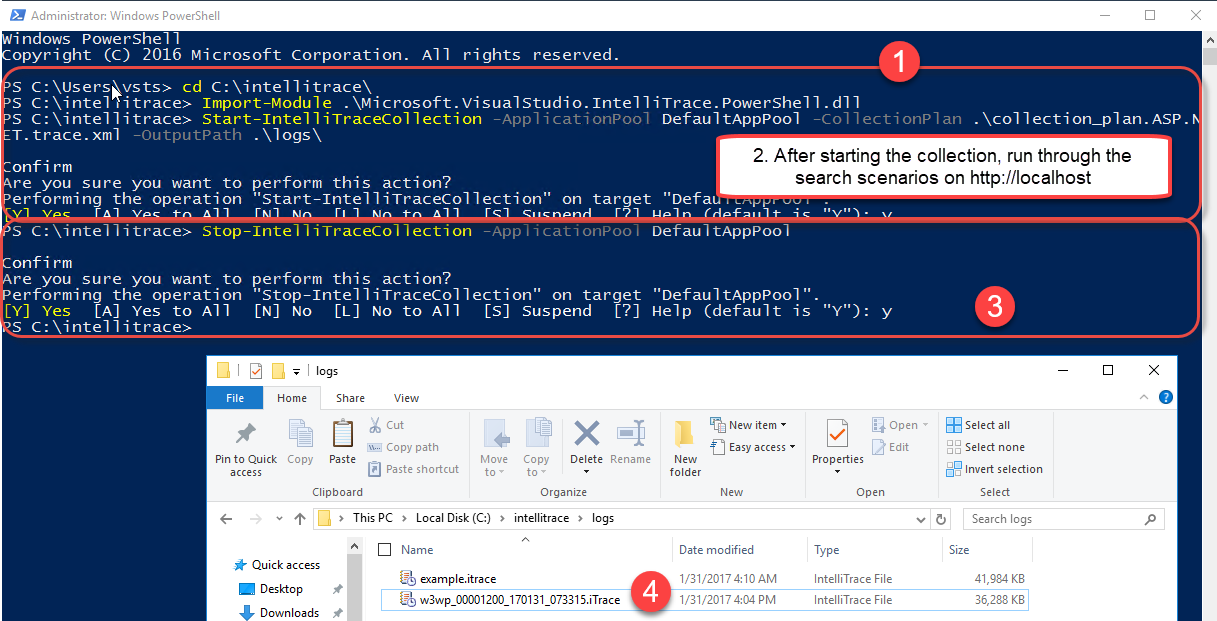 Administrator: Windows PowerShell
Windows PowerShell
Copyright (C) 2016 Microsoft Corporation. All rights reserved.
1
PS C:\Users\vsts> cd C:\intellitrace\
PS C:\intellitrace> Import-Module .\Microsoft.VisualStudio.IntelliTrace.PowerShell.dll
PS C:\intellitrace> Start-IntelliTraceCollection -ApplicationPool DefaultAppPool -CollectionPlan .\collection_plan.ASP.N
ET.trace.xml -OutputPath .\logs\
2. After starting the collection, run through the
search scenarios on http://localhost
Confirm
Are you sure you want to perform this action?
Performing the operation "Start-IntelliTraceCollection" on target "DefaultAppPool".
[Y] Yes  [A] Yes to All  [N] No  [L] No to All  [S] Suspend  [?] Help (default is "Y"): y
PS C:\intellitrace> Stop-IntelliTraceCollection -ApplicationPool DefaultAppPool
Confirm
Are you sure you want to perform this action?
Performing the operation "Stop-IntelliTraceCollection" on target "DefaultAppPool".
[Y] Yes  [A] Yes to All  [N] No  [L] No to All  [S] Suspend  [?] Help (default is "Y"): y
3
PS C:\intellitrace>
logs
File Home Share View
Pin to Quick access
Copy
Paste
Cut
Copy path
Paste shortcut
Clipboard
Move to
Copy to
Delete
Rename
Organize
New folder
New item
Easy access
New
Properties
Open
Edit
Open
Select all
Select none
Invert selection
Select
This PC > Local Disk (C:) > intellitrace > logs
Search logs
Quick access
Desktop
Downloads
Name Date modified Type Size
example.itrace 1/31/2017 4:10 AM IntelliTrace File 41,984 KB
w3wp_00001200_170131_073315.iTrace 1/31/2017 4:04 PM IntelliTrace File 36,288 KB
4